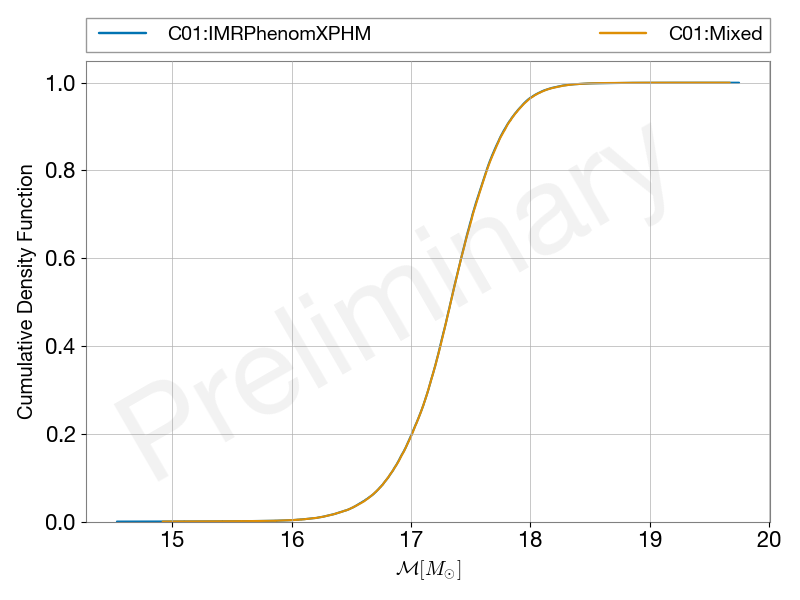 C01:IMRPhenomXPHM C01:Mixed
1.0
0.8
0.6
0.4
0.2
0.0
Cumulative Density Function
Preliminary
15 16 17 18 19 20
ℳ[M⊙]